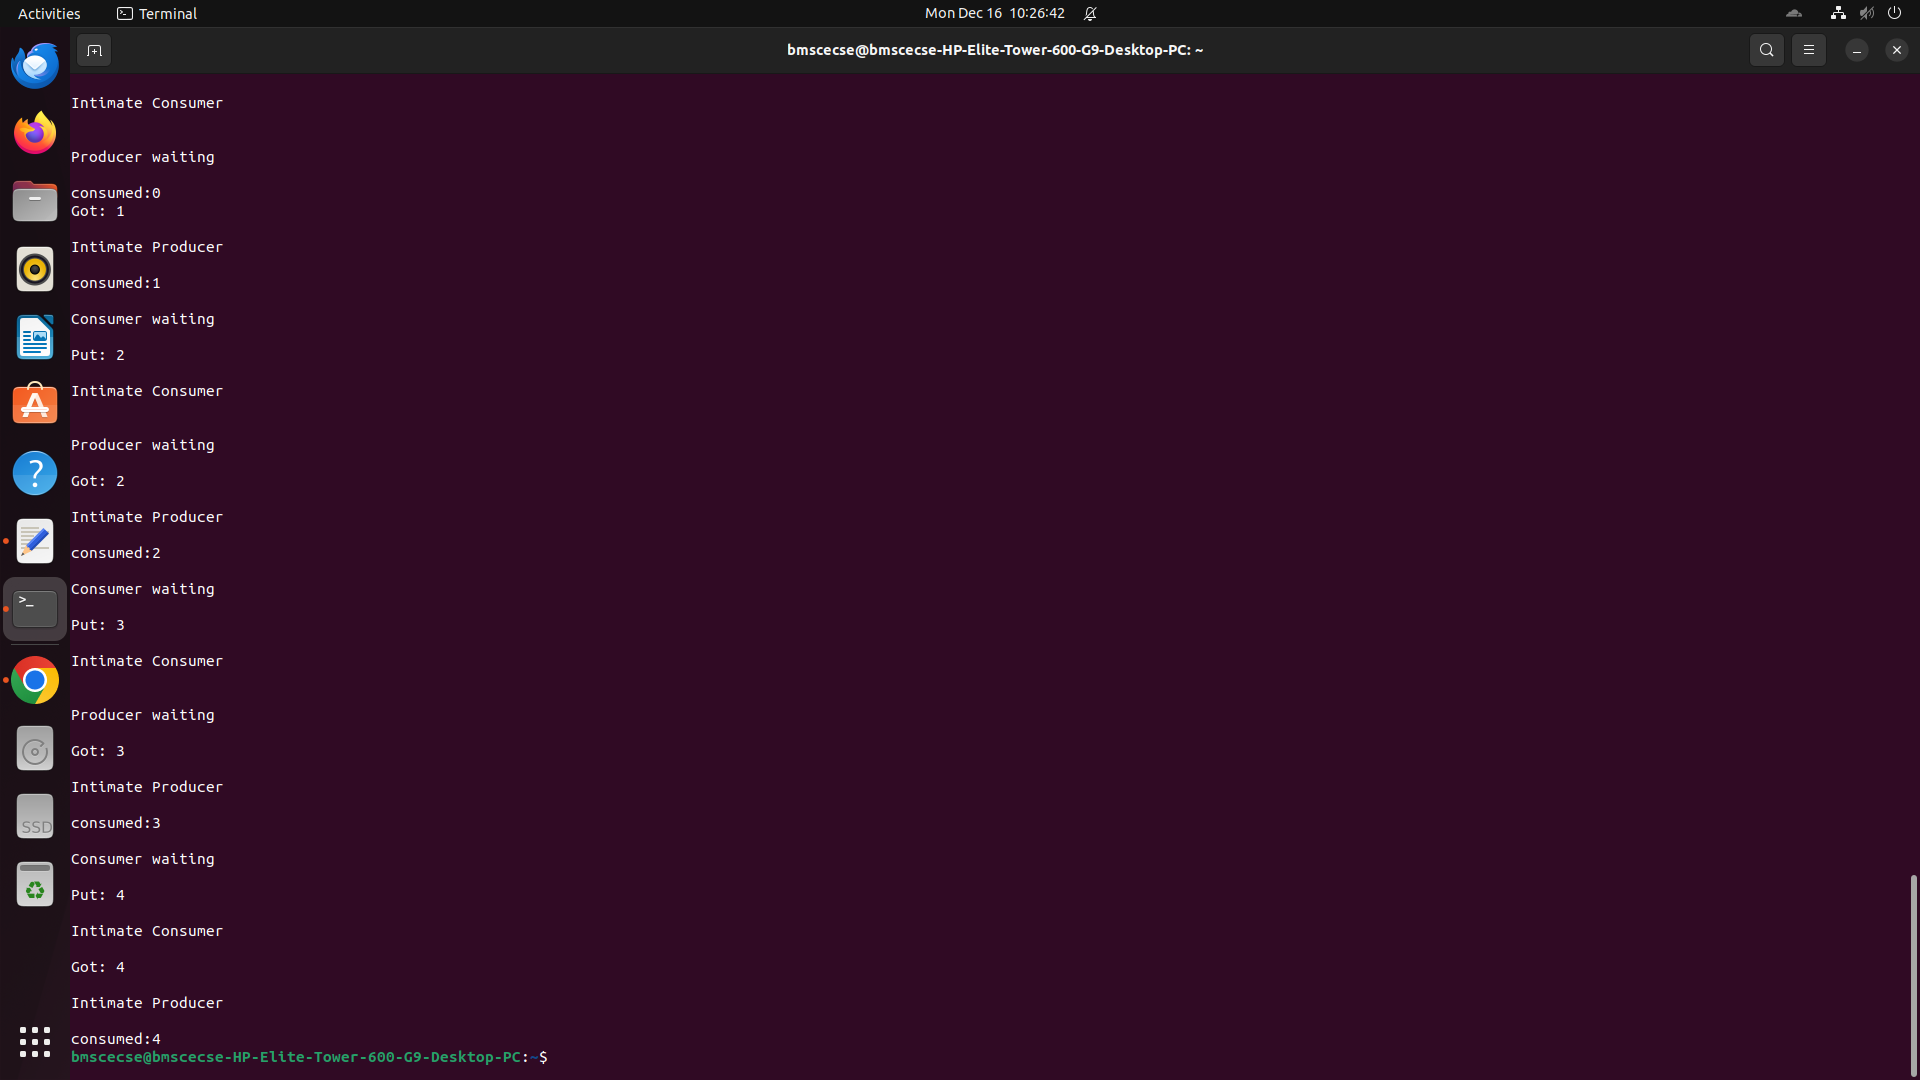 Activities
Terminal
Mon Dec 16 10:26:42
bmscecse@bmscecse-HP-Elite-Tower-600-G9-Desktop-PC: ~
Intimate Consumer
Producer waiting
consumed:0
Got: 1
Intimate Producer
consumed:1
Consumer waiting
Put: 2
Intimate Consumer
Producer waiting
Got: 2
Intimate Producer
consumed:2
Consumer waiting
Put: 3
Intimate Consumer
Producer waiting
Got: 3
Intimate Producer
consumed:3
Consumer waiting
Put: 4
Intimate Consumer
Got: 4
Intimate Producer
consumed:4
bmscecse@bmscecse-HP-Elite-Tower-600-G9-Desktop-PC:~$
?
>_
SSD